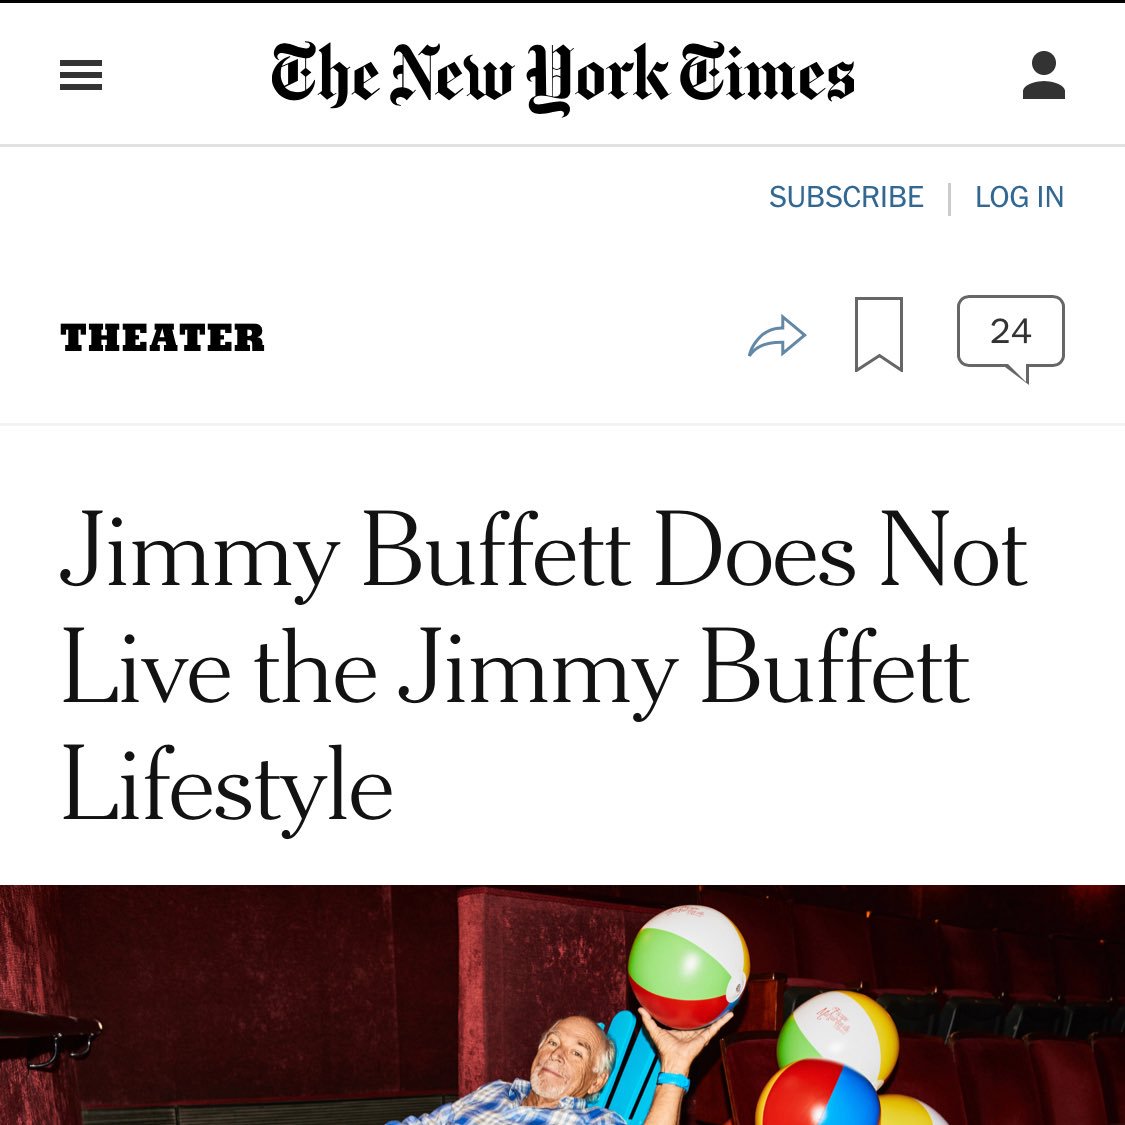 The New York Times
SUBSCRIBE | LOG IN
THEATER
24
Jimmy Buffett Does Not
Live the Jimmy Buffett
Lifestyle